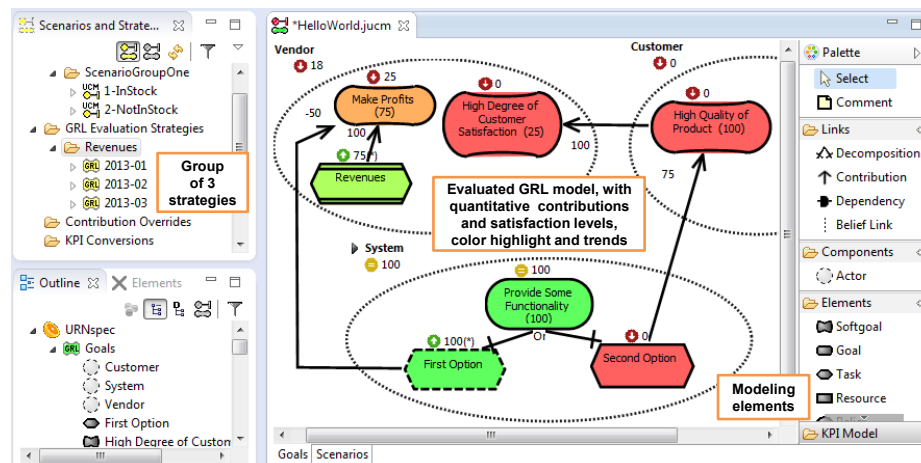 Scenarios and Strate...
ScenarioGroupOne
UCM 1-InStock
UCM 2-NotInStock
GRL Evaluation Strategies
Revenues
GRL 2013-01
GRL 2013-02
GRL 2013-03
Contribution Overrides
KPI Conversions
Group
of 3
strategies
Outline
Elements
URNspec
GRL Goals
Customer
System
Vendor
First Option
High Degree of Custom
*HelloWorld.jucm
Vendor
18
Customer
0
25
Make Profits
(75)
0
High Degree of
Customer
Satisfaction (25)
0
High Quality of
Product (100)
-50
100
100
75
75(*)
Revenues
Evaluated GRL model, with
quantitative contributions
and satisfaction levels,
color highlight and trends
System
100
100
Provide Some
Functionality
(100)
Or
100(*)
First Option
0
Second Option
Modeling
elements
Goals
Scenarios
Palette
Select
Comment
Links
Decomposition
Contribution
Dependency
Belief Link
Components
Actor
Elements
Softgoal
Goal
Task
Resource
KPI Model